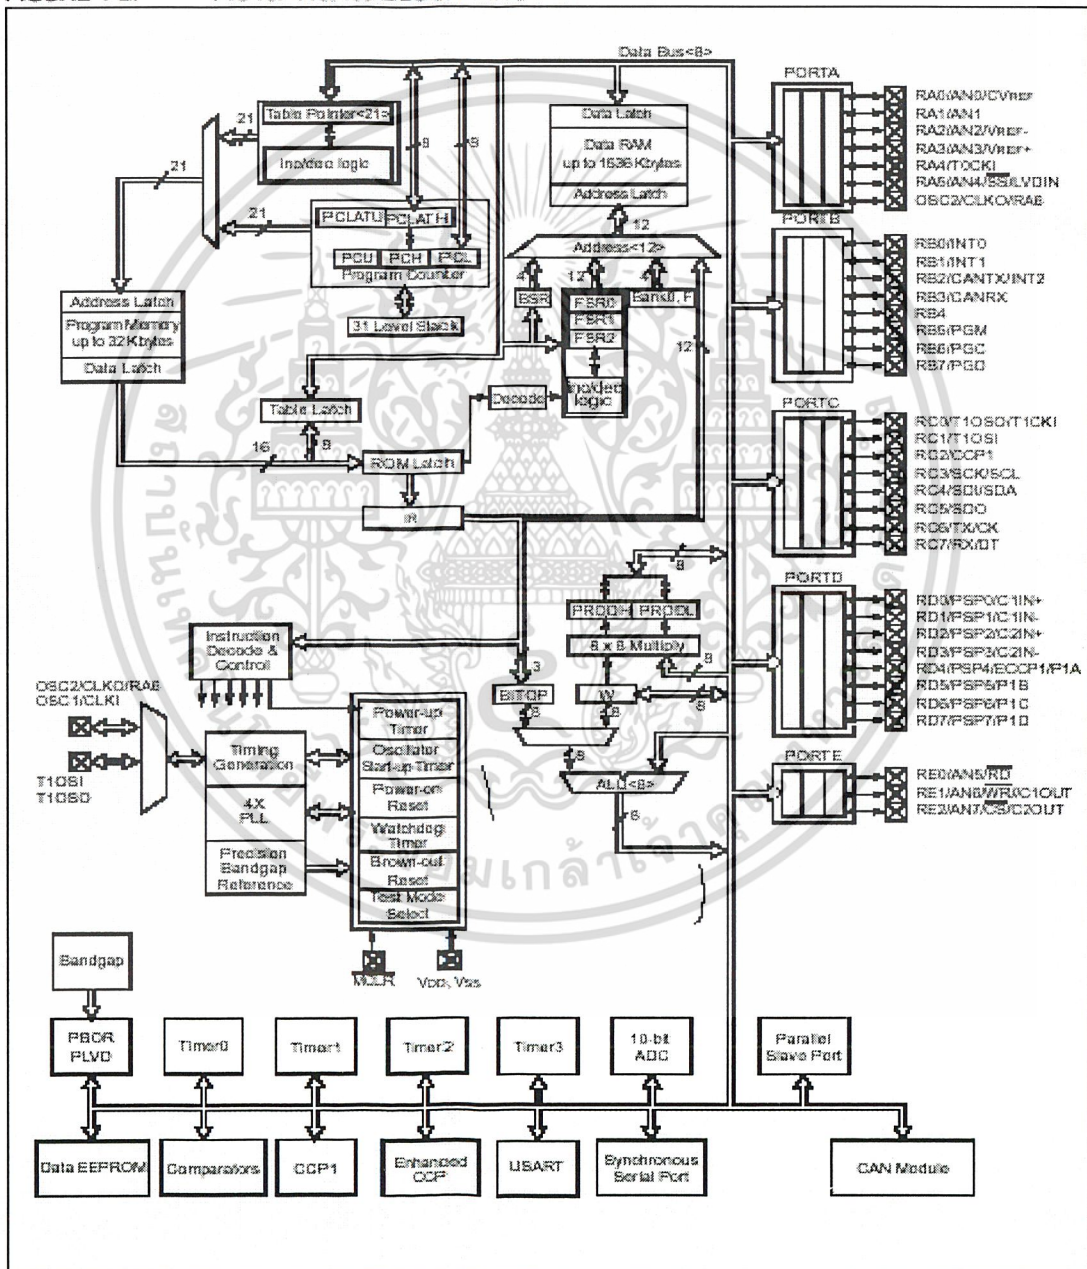 Data Bus<8>
PORTA
RA0/AN0/CVREF
RA1/AN1
RA2/AN2/VREF-
RA3/AN3/VREF+
RA4/T0CKI
RA5/AN4/SS/LVDIN
OSC2/CLKO/RA6
PORTB
RB0/INT0
RB1/INT1
RB2/CANTX/INT2
RB3/CANRX
RB4
RB5/PGM
RB6/PGC
RB7/PGD
PORTC
RC0/T1OSO/T1CKI
RC1/T1OSI
RC2/CCP1
RC3/SCK/SCL
RC4/SDI/SDA
RC5/SDO
RC6/TX/CK
RC7/RX/DT
PORTD
RD0/PSP0/C1IN+
RD1/PSP1/C1IN-
RD2/PSP2/C2IN+
RD3/PSP3/C2IN-
RD4/PSP4/ECCP1/P1A
RD5/PSP5/P1B
RD6/PSP6/P1C
RD7/PSP7/P1D
PORTE
RE0/AN5/RD
RE1/AN6/WR/C1OUT
RE2/AN7/CS/C2OUT
21
Table Pointer<21>
inc/dec logic
21
21
8
8
Data Latch
Data RAM
up to 1536 Kbytes
Address Latch
12
Address<12>
PCLATU
PCLATH
PCU
PCH
PCL
Program Counter
31 Level Stack
4
12
4
BSR
FSR0
FSR1
FSR2
Bank0, F
inc/dec
logic
12
Address Latch
Program Memory
up to 32 Kbytes
Data Latch
Table Latch
Decode
16
8
ROM Latch
IR
8
PRODH
PRODL
8 x 8 Multiply
3
8
BITOP
W
8
8
8
8
ALU<8>
8
Instruction
Decode &
Control
OSC2/CLKO/RA6
OSC1/CLKI
T1OSI
T1OSO
Timing
Generation
4X
PLL
Precision
Bandgap
Reference
Power-up
Timer
Oscillator
Start-up Timer
Power-on
Reset
Watchdog
Timer
Brown-out
Reset
Test Mode
Select
MCLR
VDD, VSS
Bandgap
PBOR
PLVD
Timer0
Timer1
Timer2
Timer3
10-bit
ADC
Parallel
Slave Port
Data EEPROM
Comparators
CCP1
Enhanced
CCP
USART
Synchronous
Serial Port
CAN Module